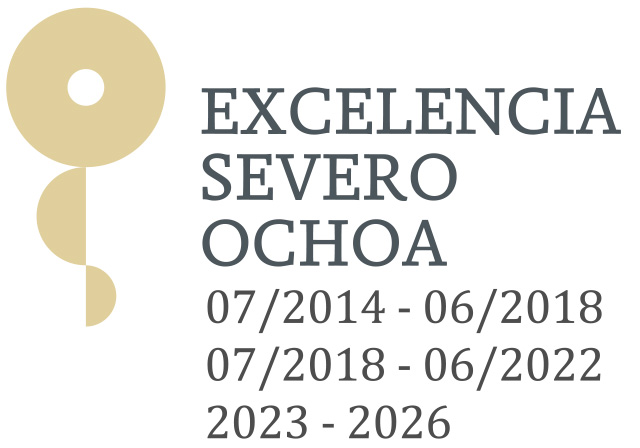 EXCELENCIA
SEVERO
OCHOA
07/2014 - 06/2018
07/2018 - 06/2022
2023 - 2026